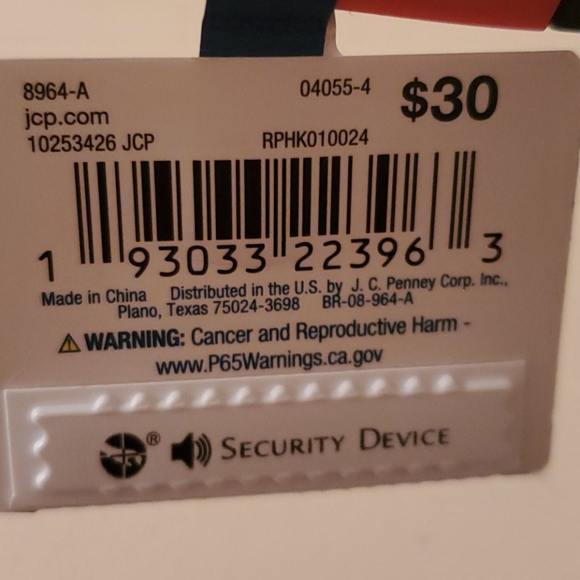 8964-A 04055-4 $30
jcp.com
10253426 JCP RPHK010024
1 93033 22396 3
Made in China Distributed in the U.S. by J. C. Penney Corp. Inc.,
Plano, Texas 75024-3698 BR-08-964-A
WARNING: Cancer and Reproductive Harm -
www.P65Warnings.ca.gov
® SECURITY DEVICE